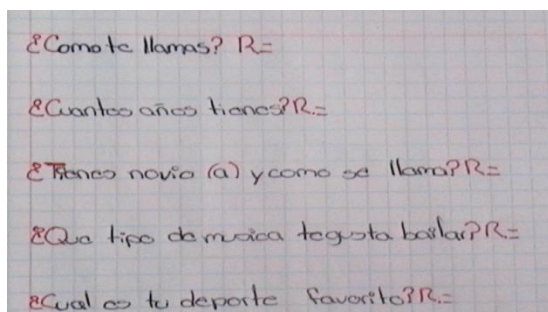 ¿Como te llamas? R=
¿Cuantos años tienes? R=
¿Tienes novio (a) y como se llama? R=
¿Que tipo de musica te gusta bailar? R=
¿Cual es tu deporte favorito? R=